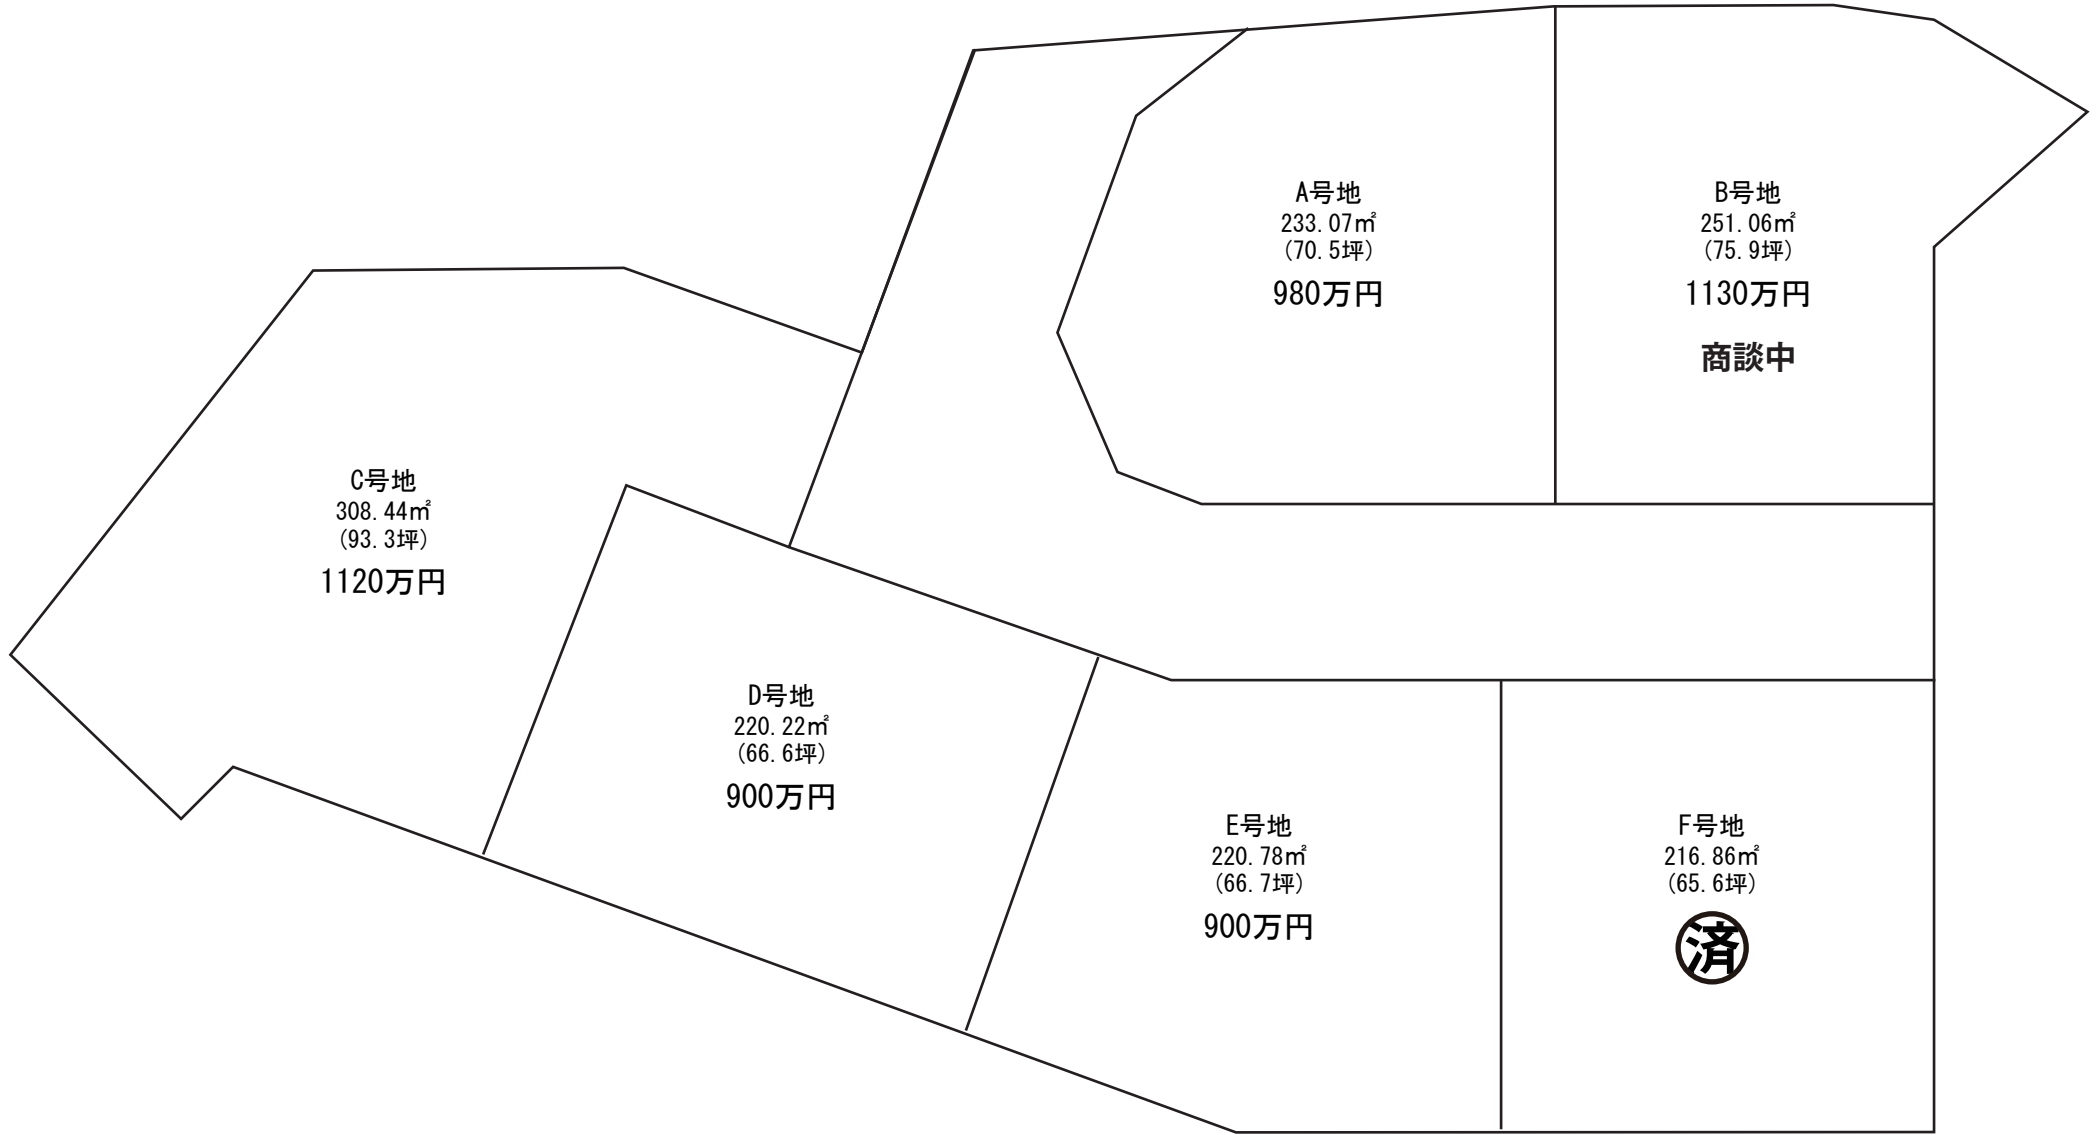 A号地
233.07㎡
(70.5坪)
980万円
B号地
251.06㎡
(75.9坪)
1130万円
商談中
C号地
308.44㎡
(93.3坪)
1120万円
D号地
220.22㎡
(66.6坪)
900万円
E号地
220.78㎡
(66.7坪)
900万円
F号地
216.86㎡
(65.6坪)
済